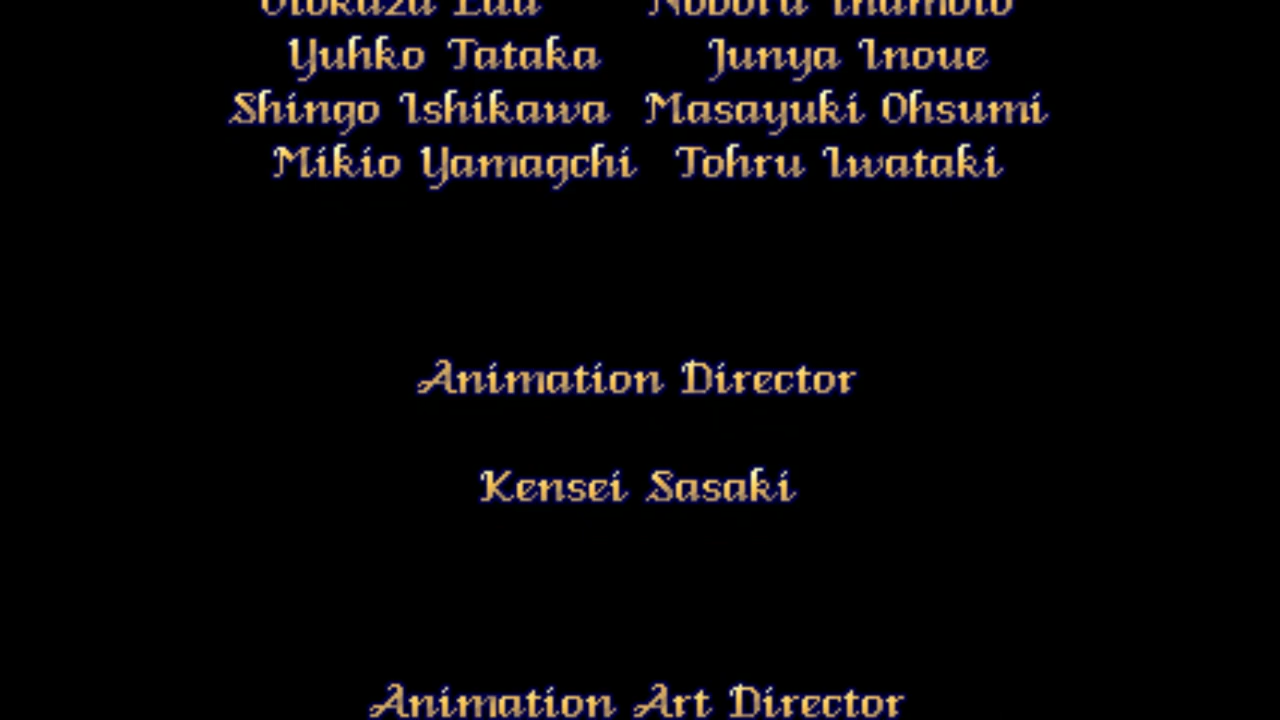 Yuhko Tataka Junya Inoue
Shingo Ishikawa Masayuki Ohsumi
Mikio Yamagchi Tohru Iwataki
Animation Director
Kensei Sasaki
Animation Art Director